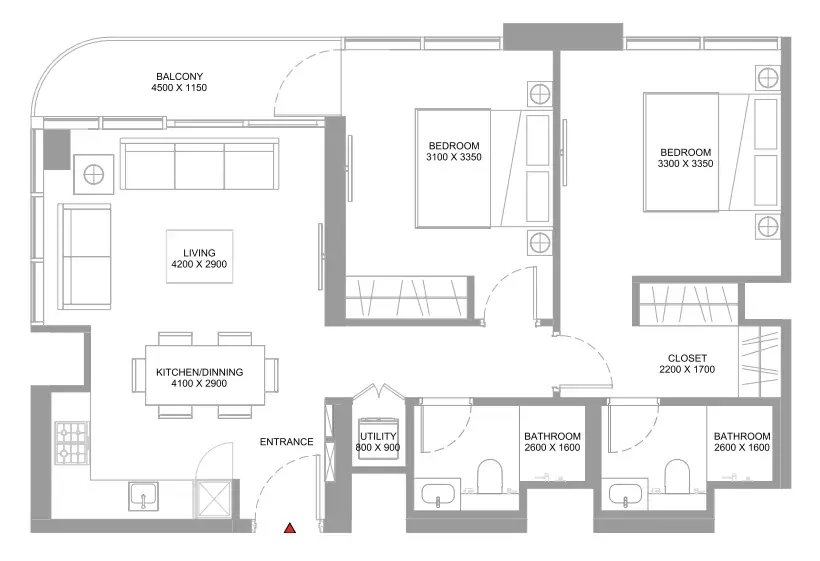 BALCONY
4500 X 1150
BEDROOM
3100 X 3350
BEDROOM
3300 X 3350
LIVING
4200 X 2900
KITCHEN/DINNING
4100 X 2900
CLOSET
2200 X 1700
ENTRANCE
UTILITY
800 X 900
BATHROOM
2600 X 1600
BATHROOM
2600 X 1600